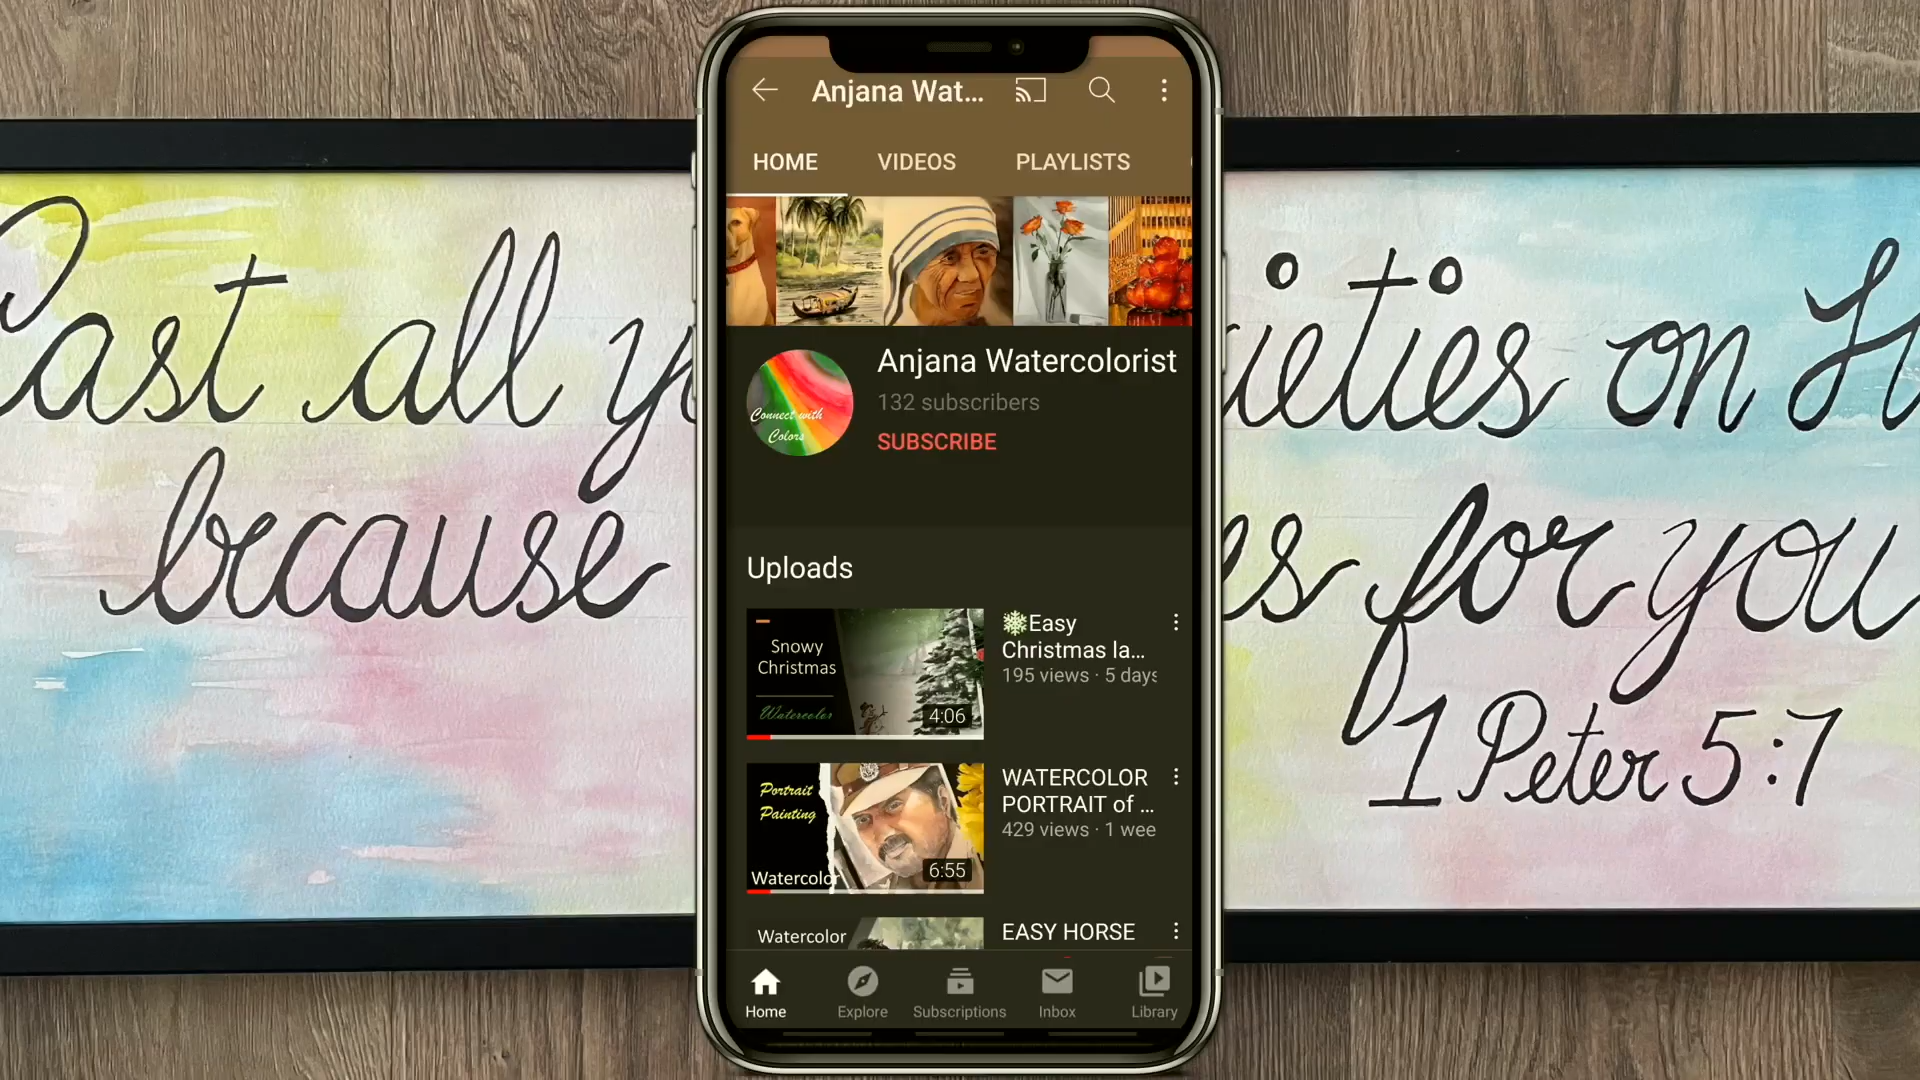 Cast all
ieties on
because
es for you
1 Peter 5:7
Anjana Wat...
HOME VIDEOS PLAYLISTS
Connect with
Colors
Anjana Watercolorist
132 subscribers
SUBSCRIBE
Uploads
Snowy
Christmas
Watercolor
4:06
❄Easy
Christmas la...
195 views · 5 days
Portrait
Painting
Watercolor
6:55
WATERCOLOR
PORTRAIT of ...
429 views · 1 wee
Watercolor
EASY HORSE
Home Explore Subscriptions Inbox Library